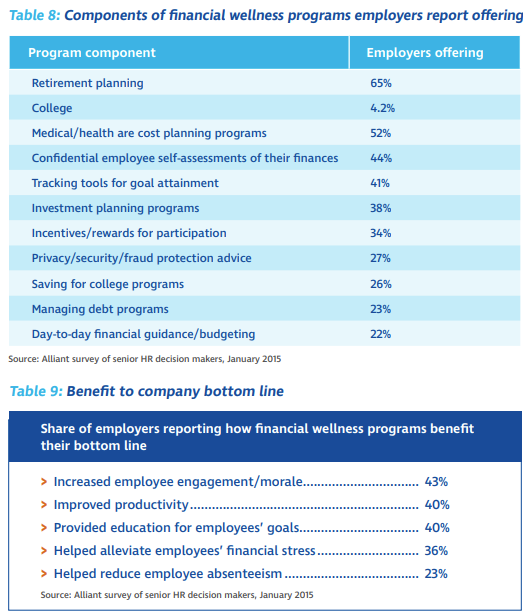 Table 8: Components of financial wellness programs employers report offering
Program component Employers offering
Retirement planning 65%
College 4.2%
Medical/health are cost planning programs 52%
Confidential employee self-assessments of their finances 44%
Tracking tools for goal attainment 41%
Investment planning programs 38%
Incentives/rewards for participation 34%
Privacy/security/fraud protection advice 27%
Saving for college programs 26%
Managing debt programs 23%
Day-to-day financial guidance/budgeting 22%
Source: Alliant survey of senior HR decision makers, January 2015
Table 9: Benefit to company bottom line
Share of employers reporting how financial wellness programs benefit
their bottom line
> Increased employee engagement/morale.............................. 43%
> Improved productivity............................................................ 40%
> Provided education for employees’ goals............................... 40%
> Helped alleviate employees’ financial stress........................... 36%
> Helped reduce employee absenteeism................................... 23%
Source: Alliant survey of senior HR decision makers, January 2015